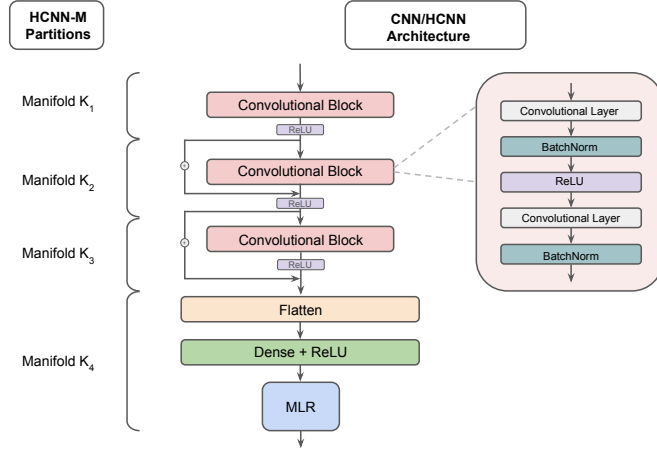 HCNN-M
Partitions
CNN/HCNN
Architecture
Manifold K1
Convolutional Block
ReLU
Manifold K2
Convolutional Block
ReLU
Manifold K3
Convolutional Block
ReLU
Manifold K4
Flatten
Dense + ReLU
MLR
Convolutional Layer
BatchNorm
ReLU
Convolutional Layer
BatchNorm